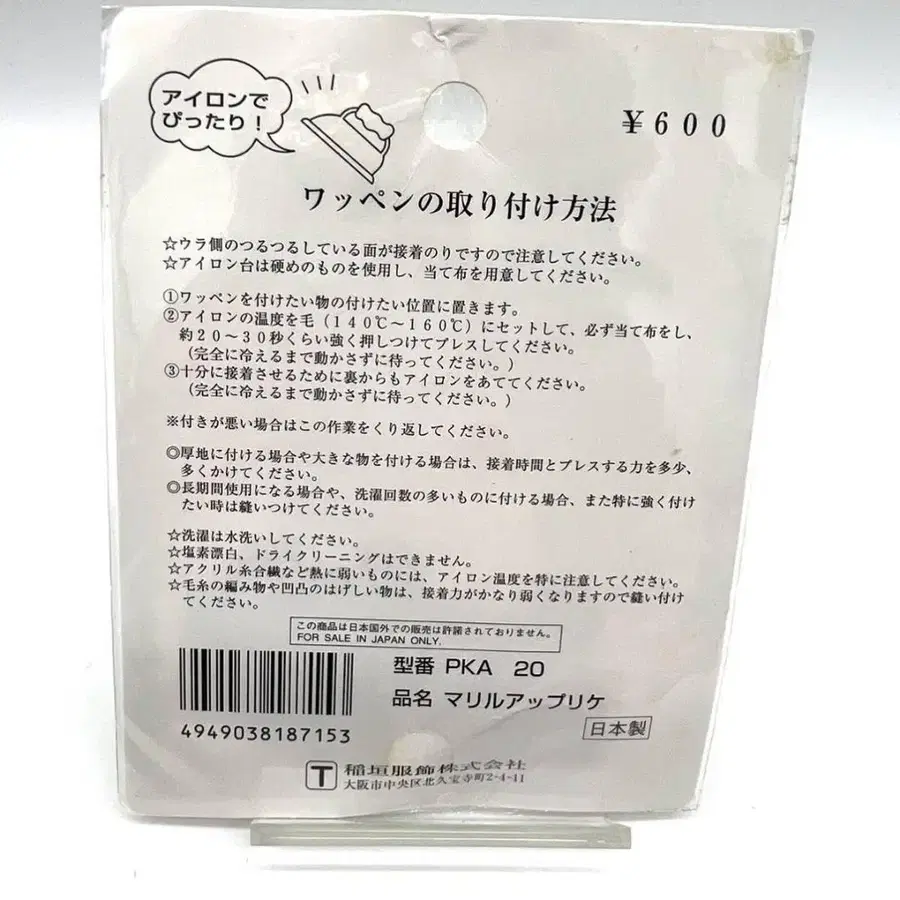 アイロンで
ぴったり！
¥600
ワッペンの取り付け方法
☆ウラ側のつるつるしている面が接着のりですので注意してください。
☆アイロン台は硬めのものを使用し、当て布を用意してください。
①ワッペンを付けたい物の付けたい位置に置きます。
②アイロンの温度を毛（140℃〜160℃）にセットして、必ず当て布をし、
約20〜30秒くらい強く押しつけてプレスしてください。
（完全に冷えるまで動かさずに待ってください。）
③十分に接着させるために裏からもアイロンをあててください。
（完全に冷えるまで動かさずに待ってください。）
※付きが悪い場合はこの作業をくり返してください。
◎厚地に付ける場合や大きな物を付ける場合は、接着時間とプレスする力を多少、
多くかけてください。
◎長期間使用になる場合や、洗濯回数の多いものに付ける場合、また特に強く付け
たい時は縫いつけてください。
☆洗濯は水洗いしてください。
☆塩素漂白、ドライクリーニングはできません。
☆アクリル糸合繊など熱に弱いものには、アイロン温度を特に注意してください。
☆毛糸の編み物や凹凸のはげしい物は、接着力がかなり弱くなりますので縫い付け
てください。
この商品は日本国外での販売は許諾されておりません。
FOR SALE IN JAPAN ONLY.
型番 PKA 20
品名 マリルアップリケ
4949038187153
日本製
T 稲垣服飾株式会社
大阪市中央区北久宝寺町2-4-11